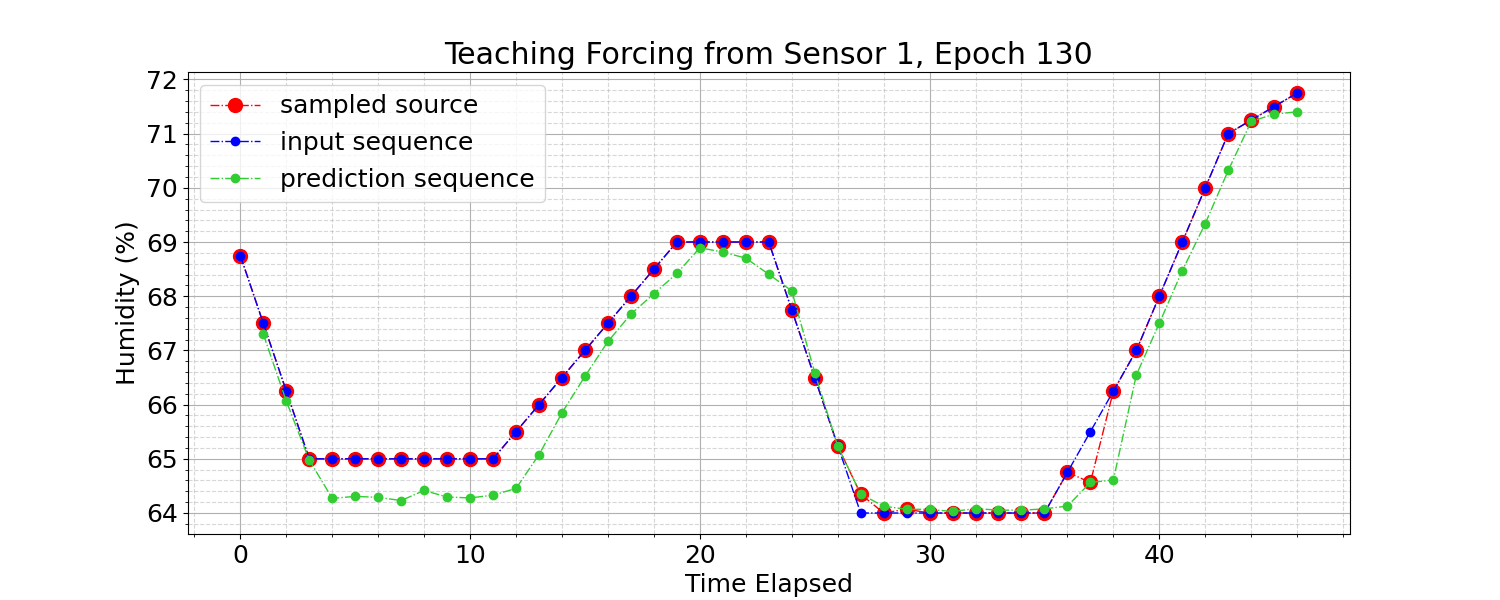 Teaching Forcing from Sensor 1, Epoch 130
72
71
70
69
68
67
66
65
64
Humidity (%)
sampled source
input sequence
prediction sequence
0 10 20 30 40
Time Elapsed